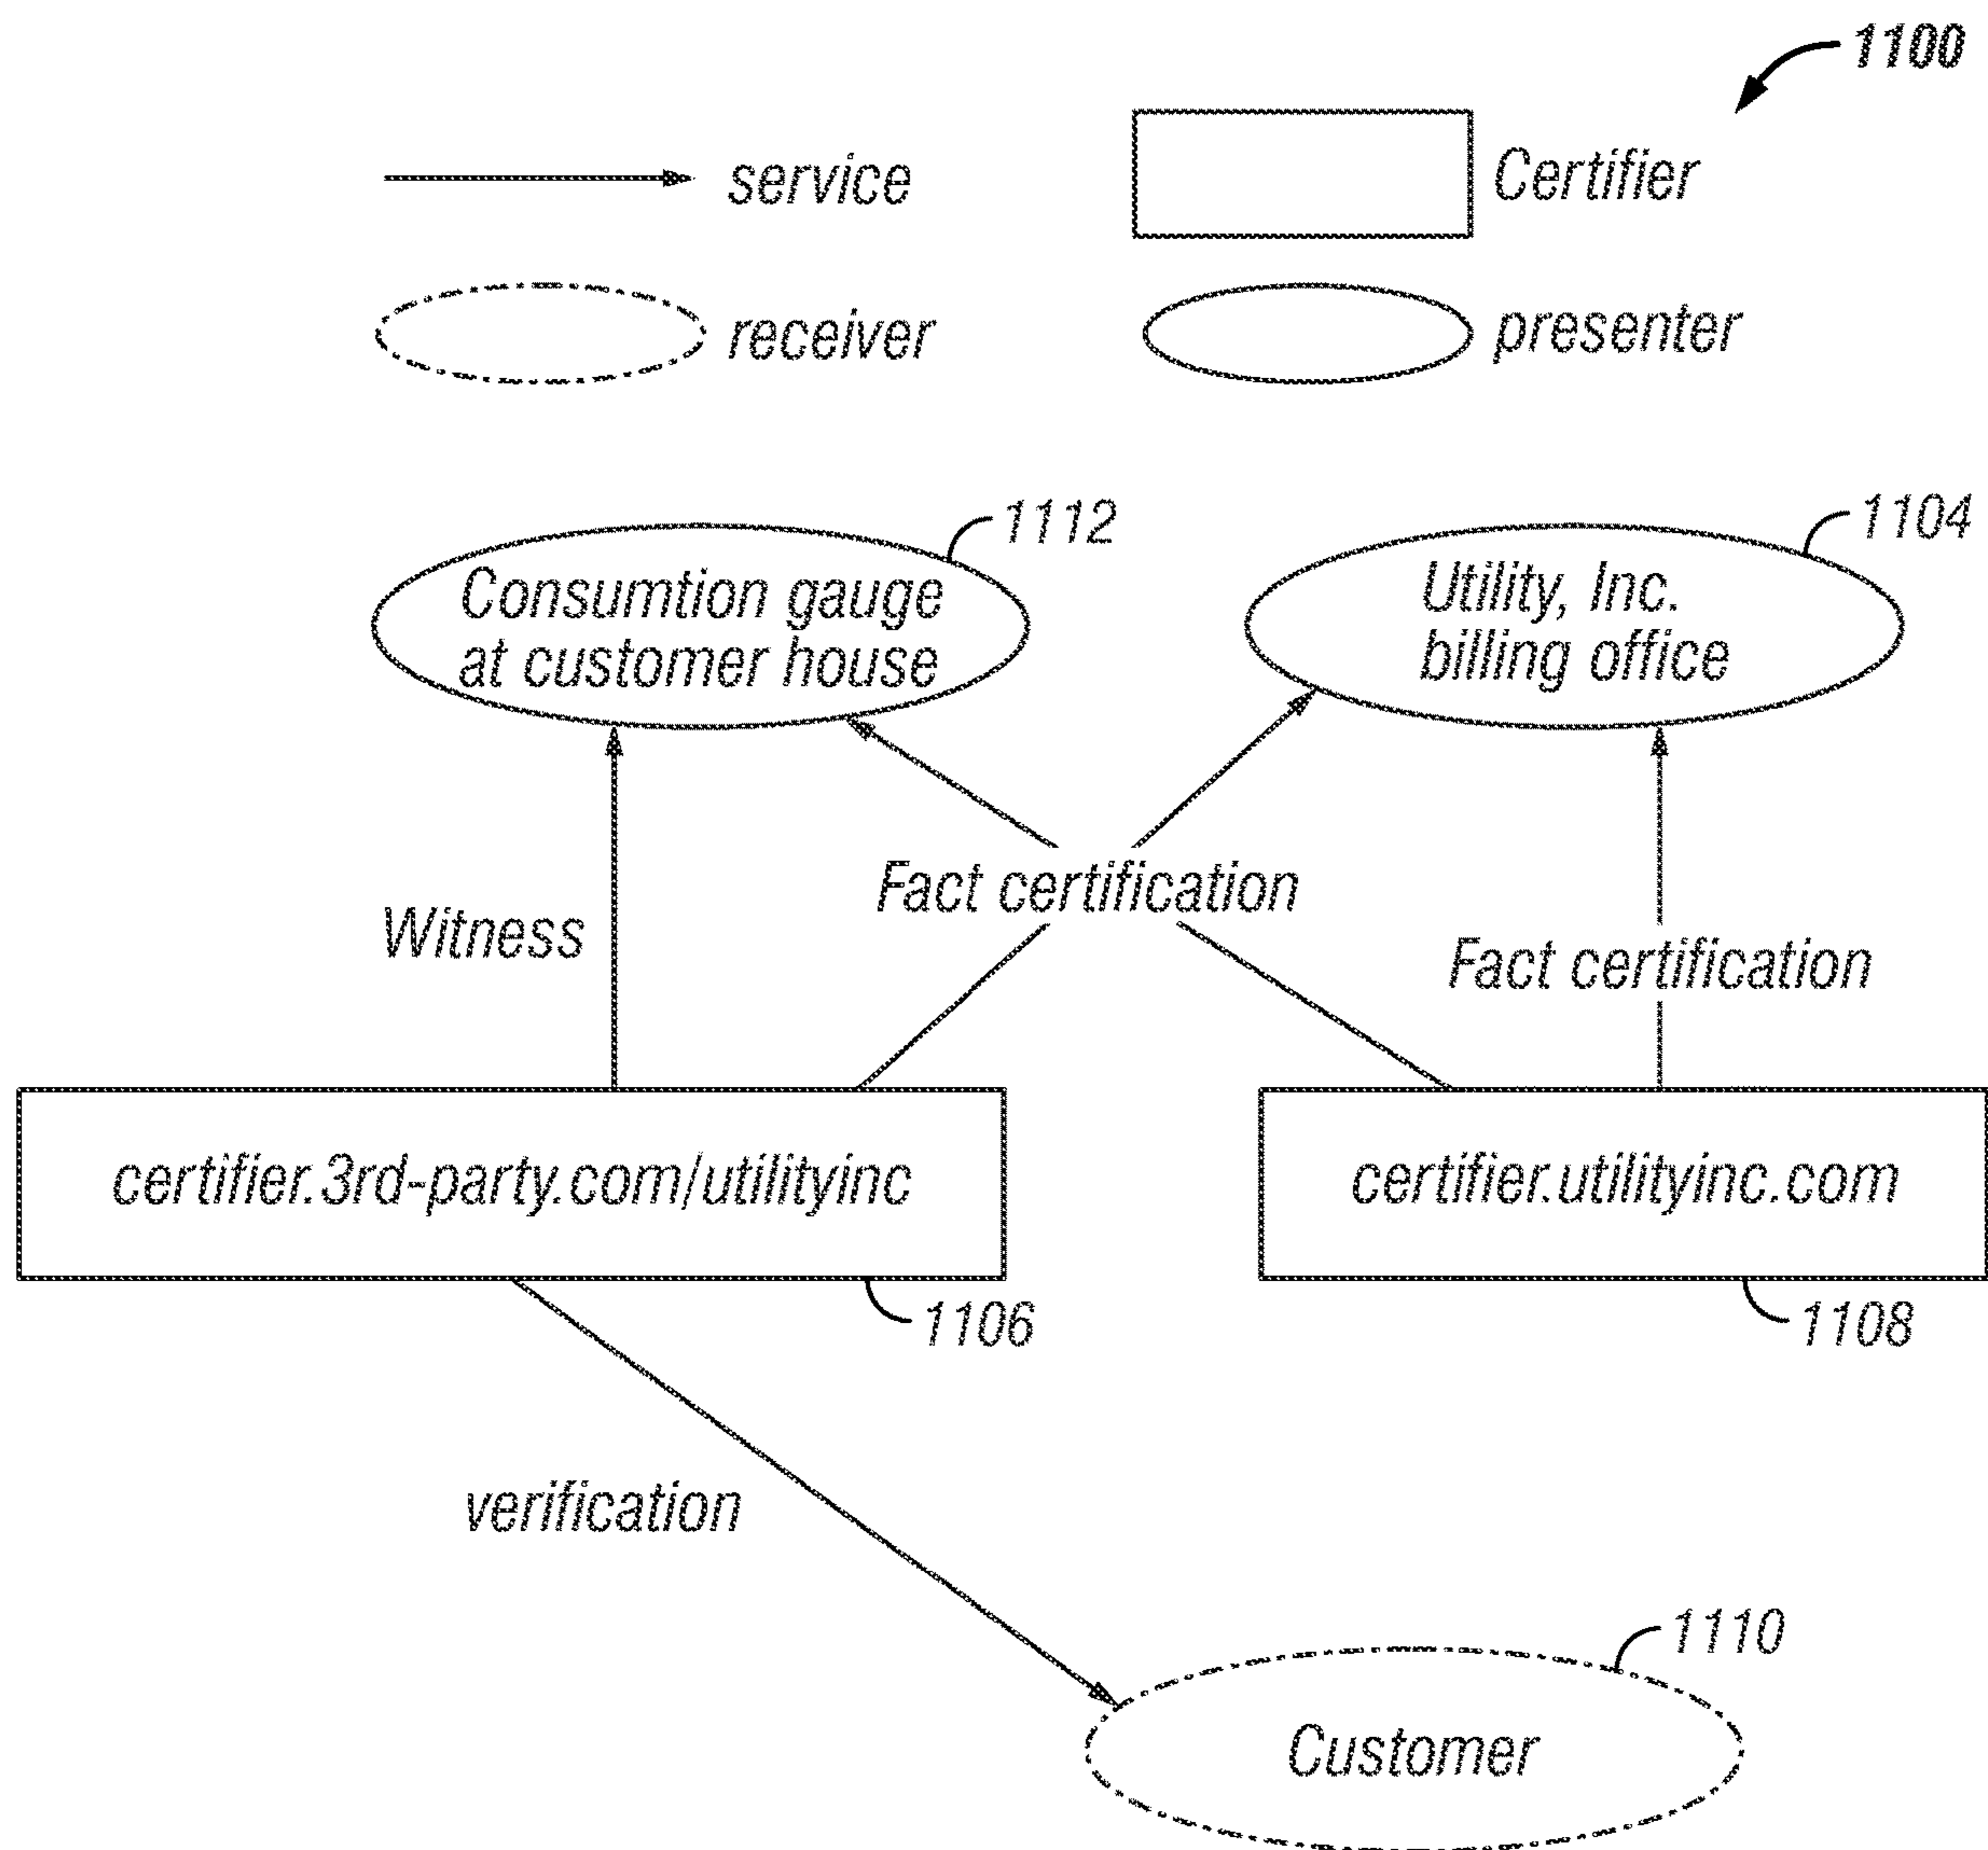 1100
service
Certifier
receiver
presenter
1112
1104
Consumtion gauge
at customer house
Utility, Inc.
billing office
Fact certification
Witness
Fact certification
certifier.3rd-party.com/utilityinc
certifier.utilityinc.com
1106
1108
verification
1110
Customer